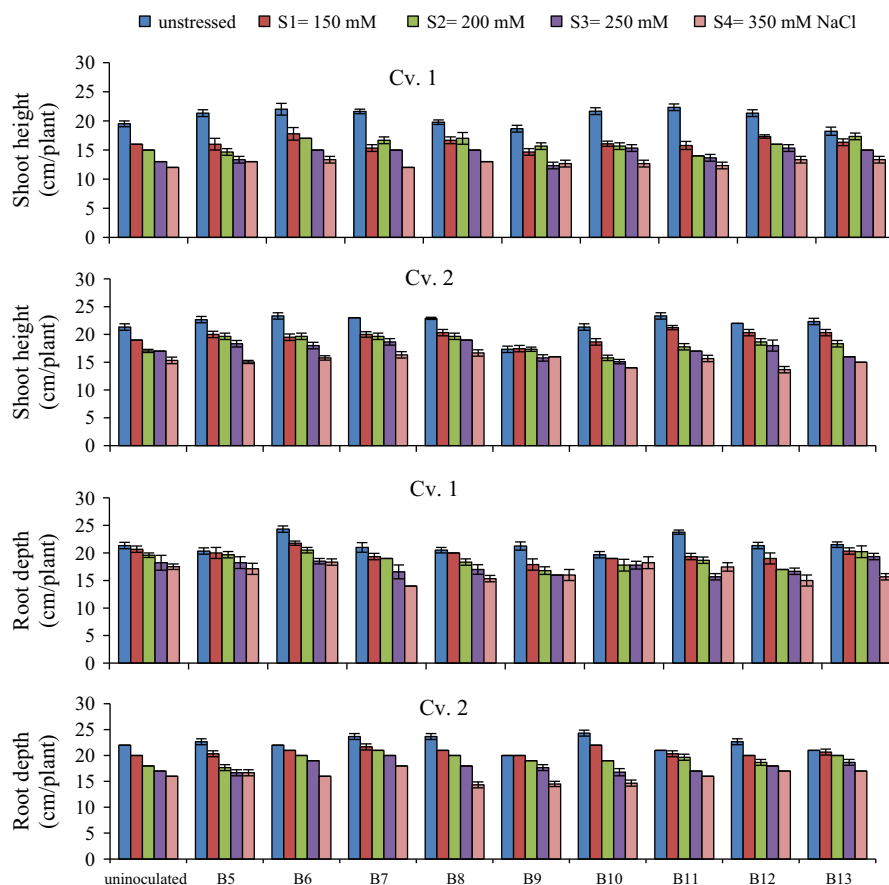 unstressed S1= 150 mM S2= 200 mM S3= 250 mM S4= 350 mM NaCl
Cv. 1
Shoot height
(cm/plant)
30
25
20
15
10
5
0
Cv. 2
Shoot height
(cm/plant)
30
25
20
15
10
5
0
Cv. 1
Root depth
(cm/plant)
30
25
20
15
10
5
0
Cv. 2
Root depth
(cm/plant)
30
25
20
15
10
5
0
uninoculated B5 B6 B7 B8 B9 B10 B11 B12 B13